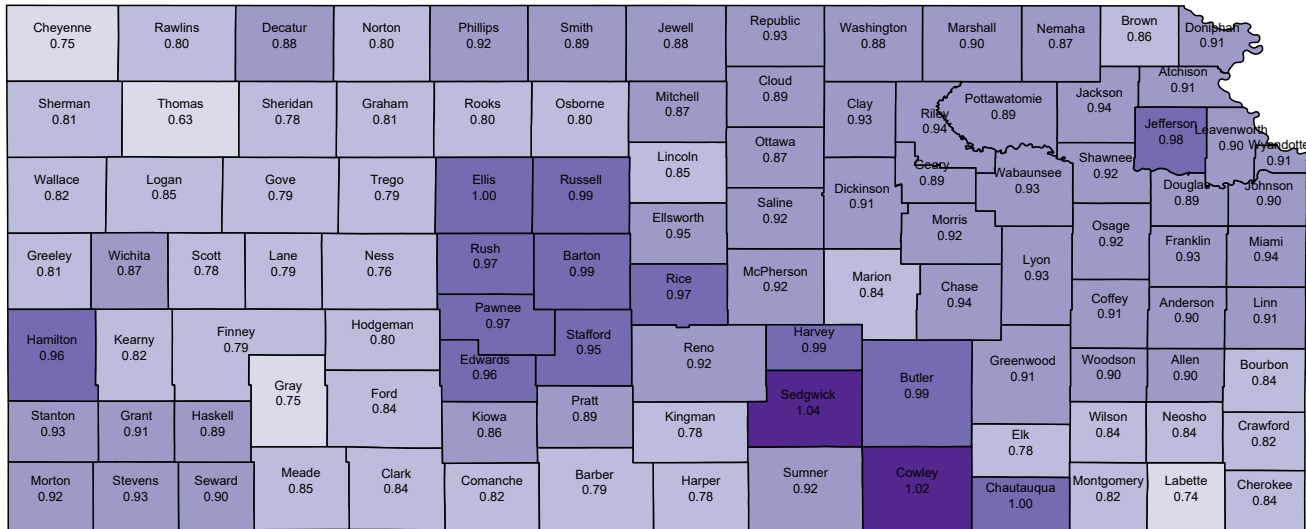 Cheyenne
0.75
Rawlins
0.80
Decatur
0.88
Norton
0.80
Phillips
0.92
Smith
0.89
Jewell
0.88
Republic
0.93
Washington
0.88
Marshall
0.90
Nemaha
0.87
Brown
0.86
Doniphan
0.91
Sherman
0.81
Thomas
0.63
Sheridan
0.78
Graham
0.81
Rooks
0.80
Osborne
0.80
Mitchell
0.87
Cloud
0.89
Clay
0.93
Riley
0.94
Pottawatomie
0.89
Jackson
0.94
Atchison
0.91
Jefferson
0.98
Leavenworth
0.90
Wyandotte
0.91
Wallace
0.82
Logan
0.85
Gove
0.79
Trego
0.79
Ellis
1.00
Russell
0.99
Lincoln
0.85
Ottawa
0.87
Saline
0.92
Dickinson
0.91
Geary
0.89
Wabaunsee
0.93
Shawnee
0.92
Douglas
0.89
Johnson
0.90
Greeley
0.81
Wichita
0.87
Scott
0.78
Lane
0.79
Ness
0.76
Rush
0.97
Barton
0.99
Ellsworth
0.95
Rice
0.97
McPherson
0.92
Marion
0.84
Morris
0.92
Chase
0.94
Lyon
0.93
Osage
0.92
Franklin
0.93
Miami
0.94
Hamilton
0.96
Kearny
0.82
Finney
0.79
Hodgeman
0.80
Pawnee
0.97
Edwards
0.96
Stafford
0.95
Reno
0.92
Harvey
0.99
Butler
0.99
Greenwood
0.91
Coffey
0.91
Anderson
0.90
Linn
0.91
Woodson
0.90
Allen
0.90
Bourbon
0.84
Gray
0.75
Ford
0.84
Sedgwick
1.04
Stanton
0.93
Grant
0.91
Haskell
0.89
Kiowa
0.86
Pratt
0.89
Kingman
0.78
Elk
0.78
Wilson
0.84
Neosho
0.84
Crawford
0.82
Morton
0.92
Stevens
0.93
Seward
0.90
Meade
0.85
Clark
0.84
Comanche
0.82
Barber
0.79
Harper
0.78
Sumner
0.92
Cowley
1.02
Chautauqua
1.00
Montgomery
0.82
Labette
0.74
Cherokee
0.84